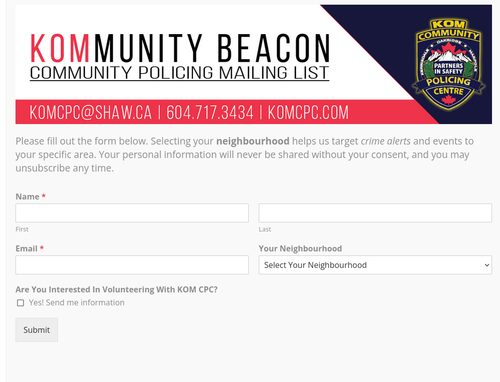 KOMMUNITY BEACON
COMMUNITY POLICING MAILING LIST
KOMCPC@SHAW.CA | 604.717.3434 | KOMCPC.COM
KOM
COMMUNITY
PARTNERS
IN SAFETY
POLICING
CENTRE
Please fill out the form below. Selecting your neighbourhood helps us target crime alerts and events to
your specific area. Your personal information will never be shared without your consent, and you may
unsubscribe any time.
Name *
First
Last
Email *
Your Neighbourhood
Select Your Neighbourhood
Are You Interested In Volunteering With KOM CPC?
Yes! Send me information
Submit